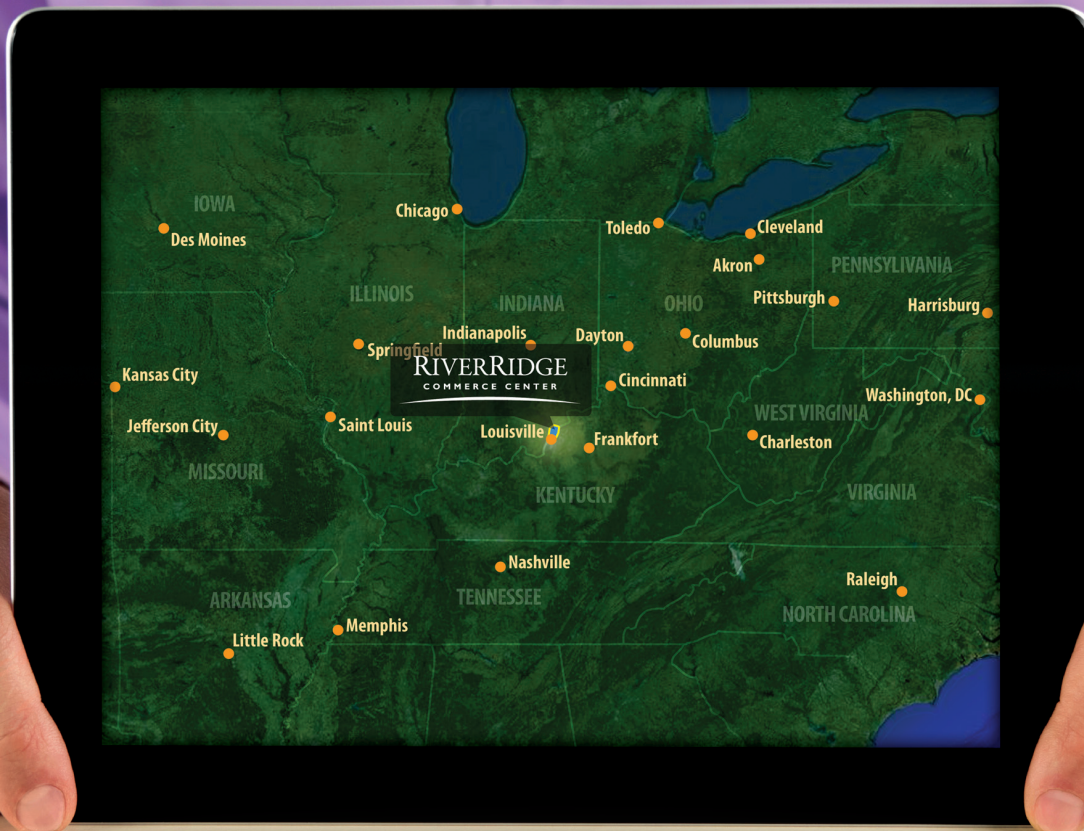 IOWA
Chicago
Toledo
Cleveland
Des Moines
Akron
PENNSYLVANIA
ILLINOIS
INDIANA
OHIO
Pittsburgh
Harrisburg
Indianapolis
Dayton
Columbus
Springfield
RIVERRIDGE
COMMERCE CENTER
Kansas City
Cincinnati
Washington, DC
Jefferson City
Saint Louis
Louisville
Frankfort
WEST VIRGINIA
Charleston
MISSOURI
KENTUCKY
VIRGINIA
Nashville
Raleigh
ARKANSAS
TENNESSEE
NORTH CAROLINA
Memphis
Little Rock